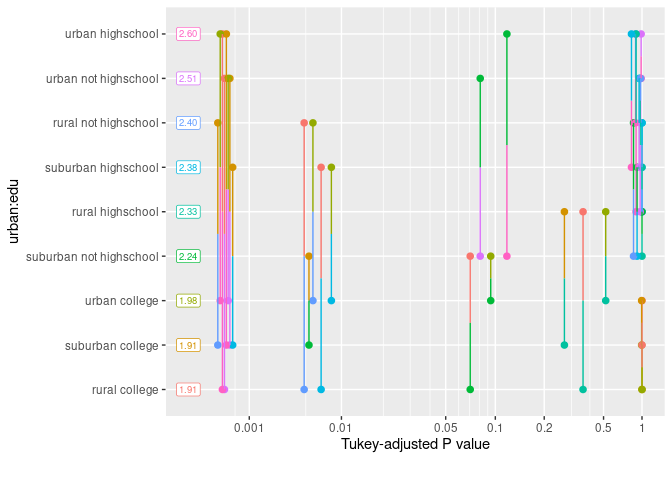 urban:edu
urban highschool 2.60
urban not highschool 2.51
rural not highschool 2.40
suburban highschool 2.38
rural highschool 2.33
suburban not highschool 2.24
urban college 1.98
suburban college 1.91
rural college 1.91
0.001 0.01 0.05 0.1 0.2 0.5 1
Tukey-adjusted P value